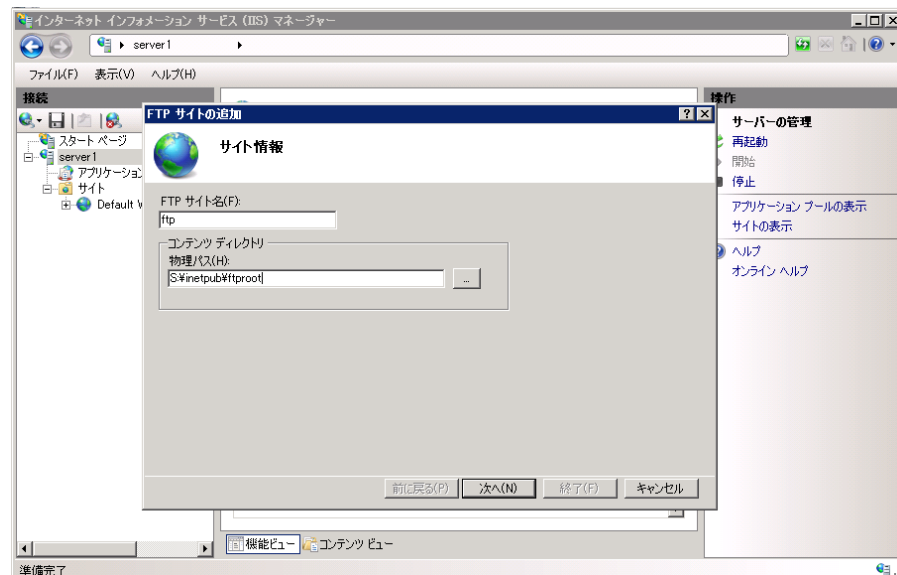 インターネット インフォメーション サービス (IIS) マネージャー
server1
ファイル(F) 表示(V) ヘルプ(H)
接続
スタート ページ
server1
アプリケーショ
サイト
Default
FTP サイトの追加
サイト情報
FTP サイト名(F):
ftp
コンテンツ ディレクトリ
物理パス(H):
S:¥inetpub¥ftproot
...
前に戻る(P) 次へ(N) 終了(F) キャンセル
機能ビュー コンテンツ ビュー
操作
サーバーの管理
再起動
開始
停止
アプリケーション プールの表示
サイトの表示
ヘルプ
オンライン ヘルプ
準備完了